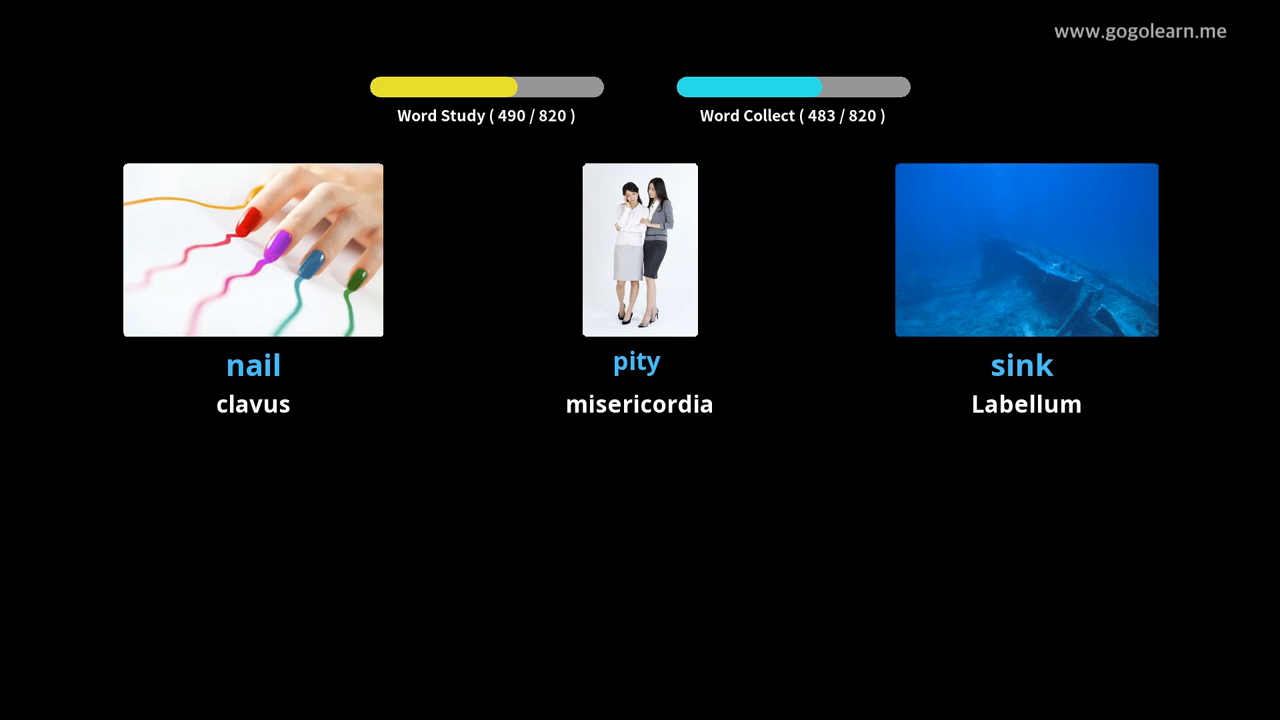 www.gogolearn.me
Word Study ( 490 / 820 )
Word Collect ( 483 / 820 )
nail
pity
sink
clavus
misericordia
Labellum